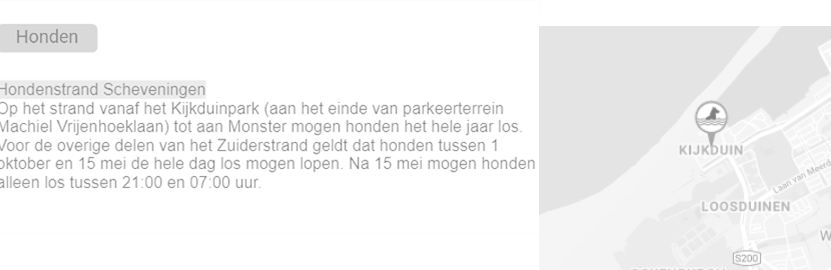 Honden
Hondenstrand Scheveningen
Op het strand vanaf het Kijkduinpark (aan het einde van parkeerterrein
Machiel Vrijenhoeklaan) tot aan Monster mogen honden het hele jaar los.
Voor de overige delen van het Zuiderstrand geldt dat honden tussen 1
oktober en 15 mei de hele dag los mogen lopen. Na 15 mei mogen honden
alleen los tussen 21:00 en 07:00 uur.
KIJKDUIN
Laan van Meerd
LOOSDUINEN
W
S200